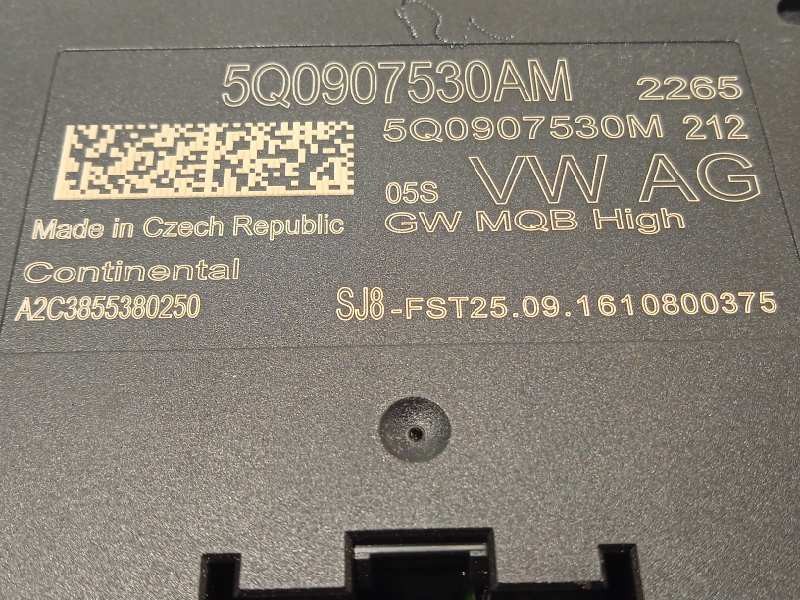 5Q0907530AM 2265
5Q0907530M 212
05S VW AG
Made in Czech Republic GW MQB High
Continental
A2C3855380250 SJ8-FST25.09.1610800375